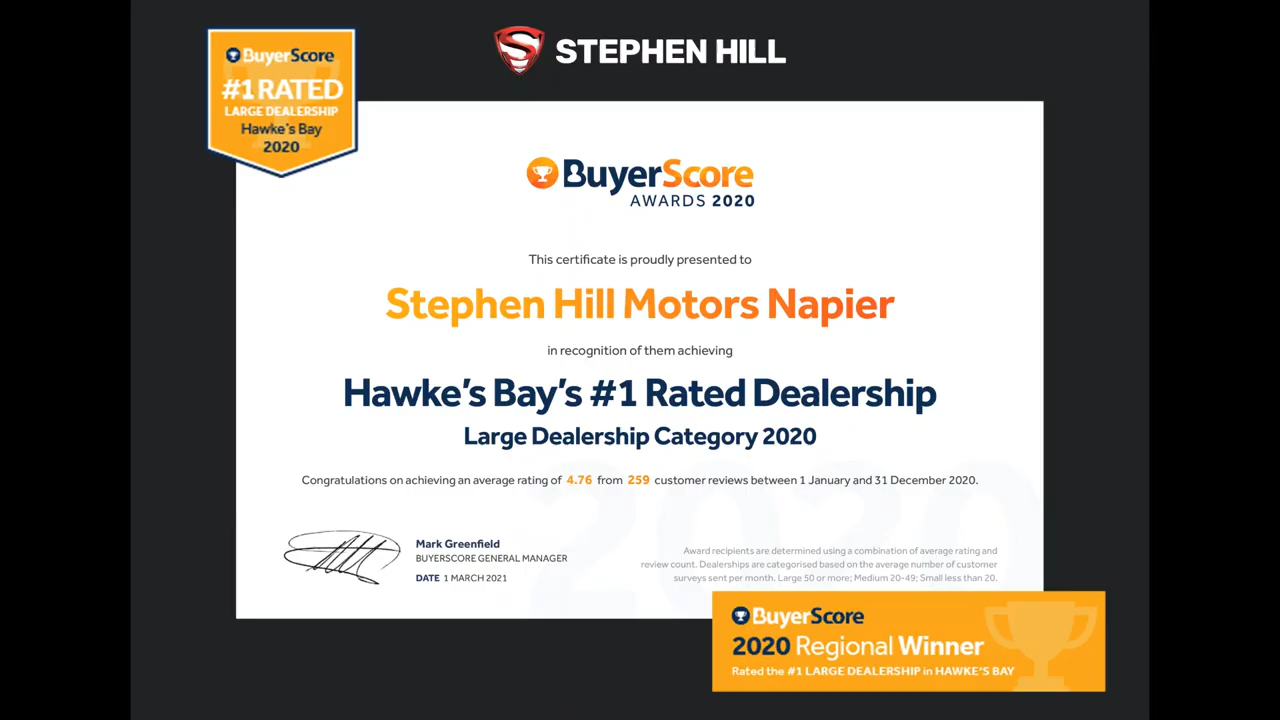 BuyerScore
#1 RATED
LARGE DEALERSHIP
Hawke's Bay
2020
STEPHEN HILL
BuyerScore
AWARDS 2020
This certificate is proudly presented to
Stephen Hill Motors Napier
in recognition of them achieving
Hawke's Bay's #1 Rated Dealership
Large Dealership Category 2020
Congratulations on achieving an average rating of 4.76 from 259 customer reviews between 1 January and 31 December 2020.
2020
Mark Greenfield
BUYERSCORE GENERAL MANAGER
DATE 1 MARCH 2021
Award recipients are determined using a combination of average rating and
review count. Dealerships are categorised based on the average number of customer
surveys sent per month. Large 50 or more; Medium 20-49; Small less than 20.
BuyerScore
2020 Regional Winner
Rated the #1 LARGE DEALERSHIP in HAWKE'S BAY